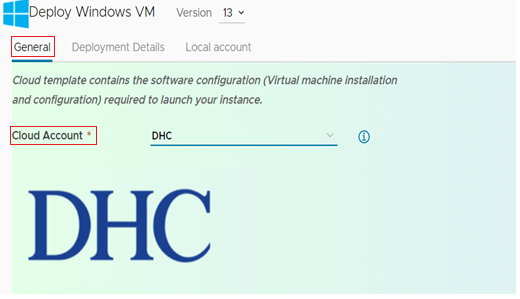 Deploy Windows VM Version 13
General Deployment Details Local account
Cloud template contains the software configuration (Virtual machine installation
and configuration) required to launch your instance.
Cloud Account * DHC
DHC